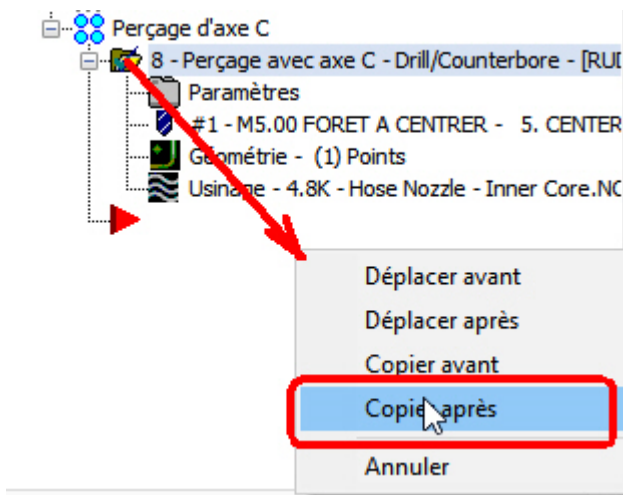 Perçage d'axe C
8 - Perçage avec axe C - Drill/Counterbore - [RUI
Paramètres
#1 - M5.00 FORET A CENTRER - 5. CENTER
Géométrie - (1) Points
Usinage - 4.8K - Hose Nozzle - Inner Core.NC
Déplacer avant
Déplacer après
Copier avant
Copier après
Annuler